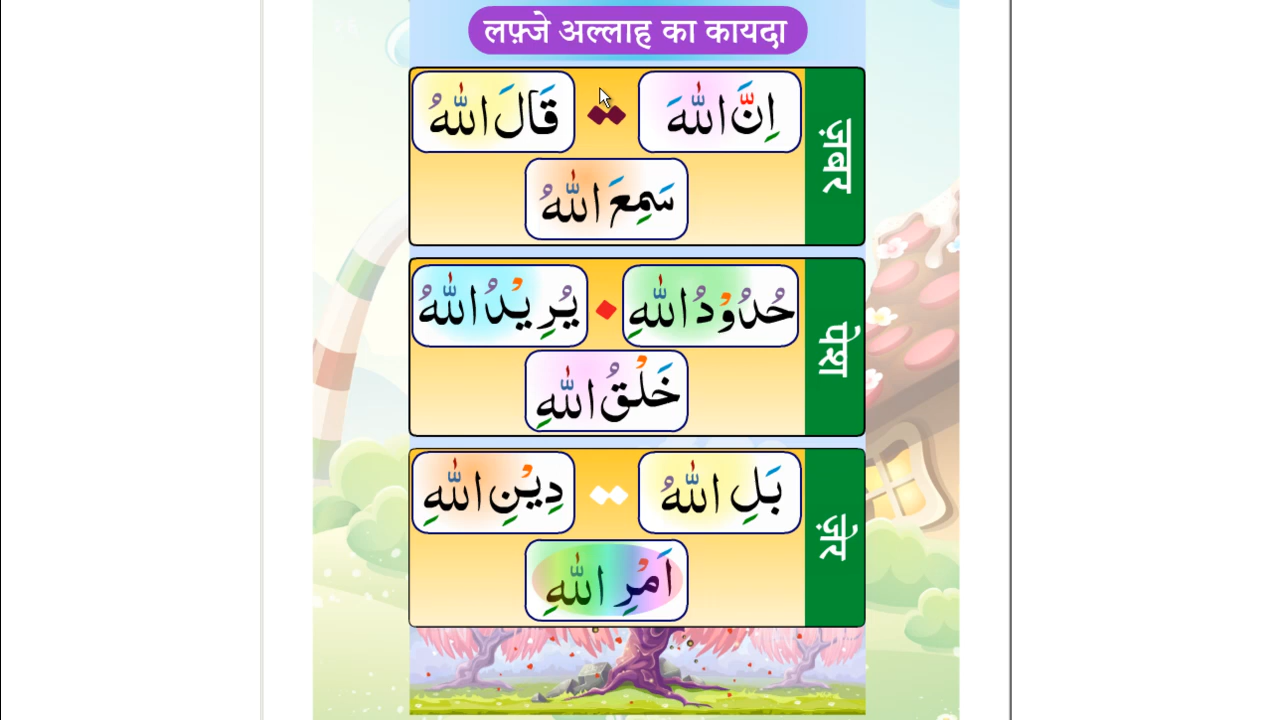 लफ़्जे अल्लाह का कायदा
ज़बर
اِنَّ اللّٰهَ
قَالَ اللّٰهُ
سَمِعَ اللّٰهُ
पेश
حُدُوْدُ اللّٰهِ
يُرِيْدُ اللّٰهُ
خَلْقُ اللّٰهِ
ज़ेर
بَلِ اللّٰهُ
دِيْنِ اللّٰهِ
اَمْرِ اللّٰهِ